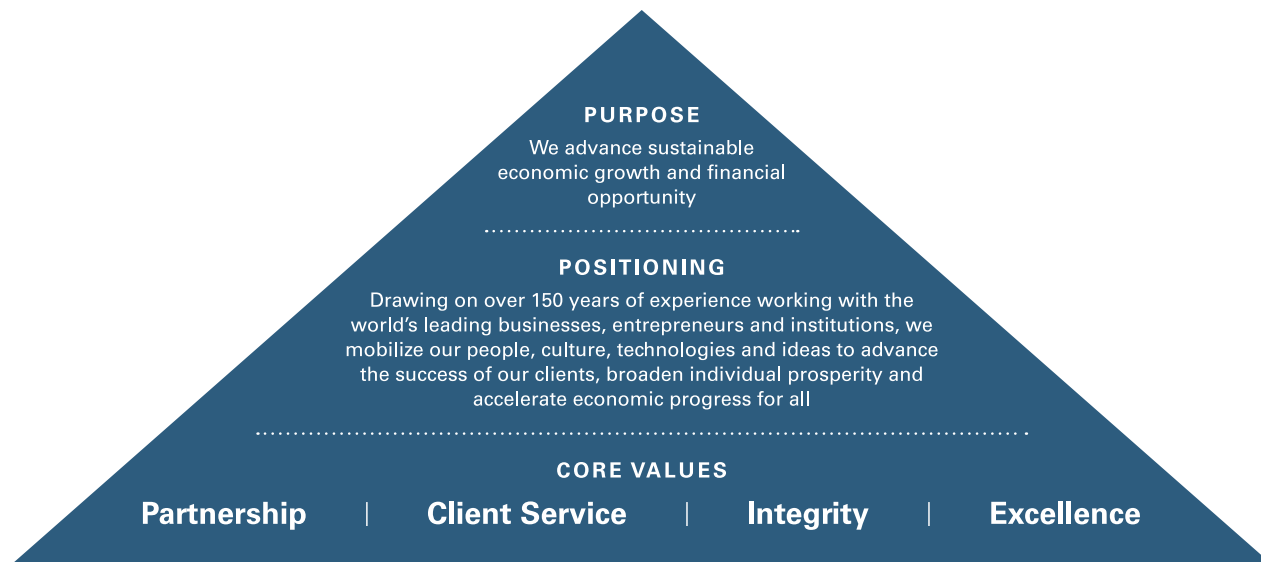 PURPOSE
We advance sustainable
economic growth and financial
opportunity
POSITIONING
Drawing on over 150 years of experience working with the
world’s leading businesses, entrepreneurs and institutions, we
mobilize our people, culture, technologies and ideas to advance
the success of our clients, broaden individual prosperity and
accelerate economic progress for all
CORE VALUES
Partnership | Client Service | Integrity | Excellence